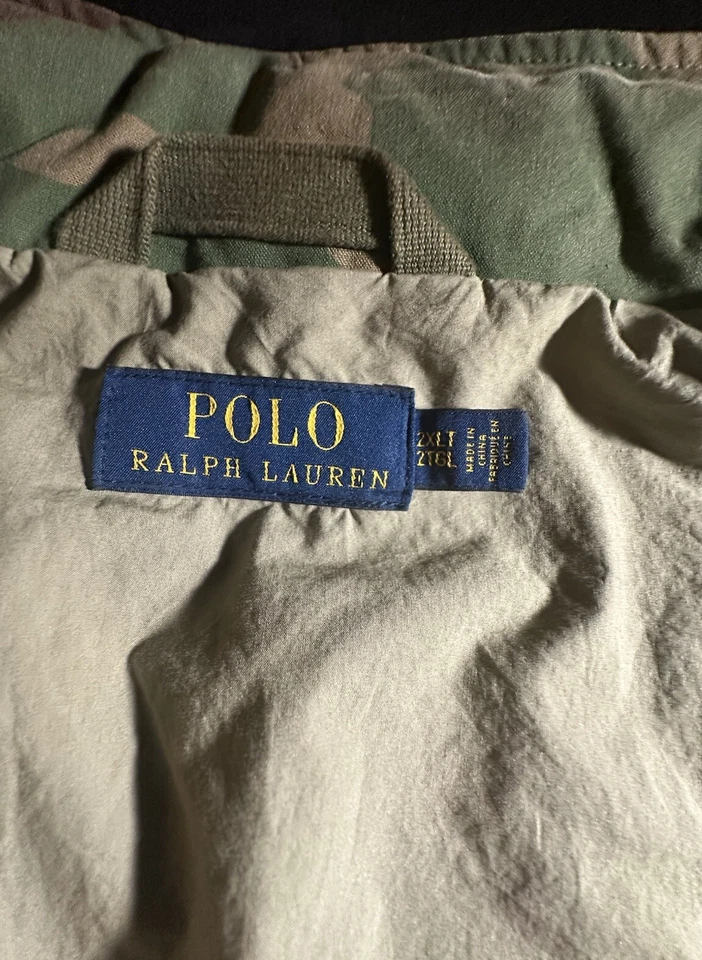 POLO
RALPH LAUREN
2XLT
2TGL
MADE IN
CHINA
FABRIQUÉ EN
CHINE